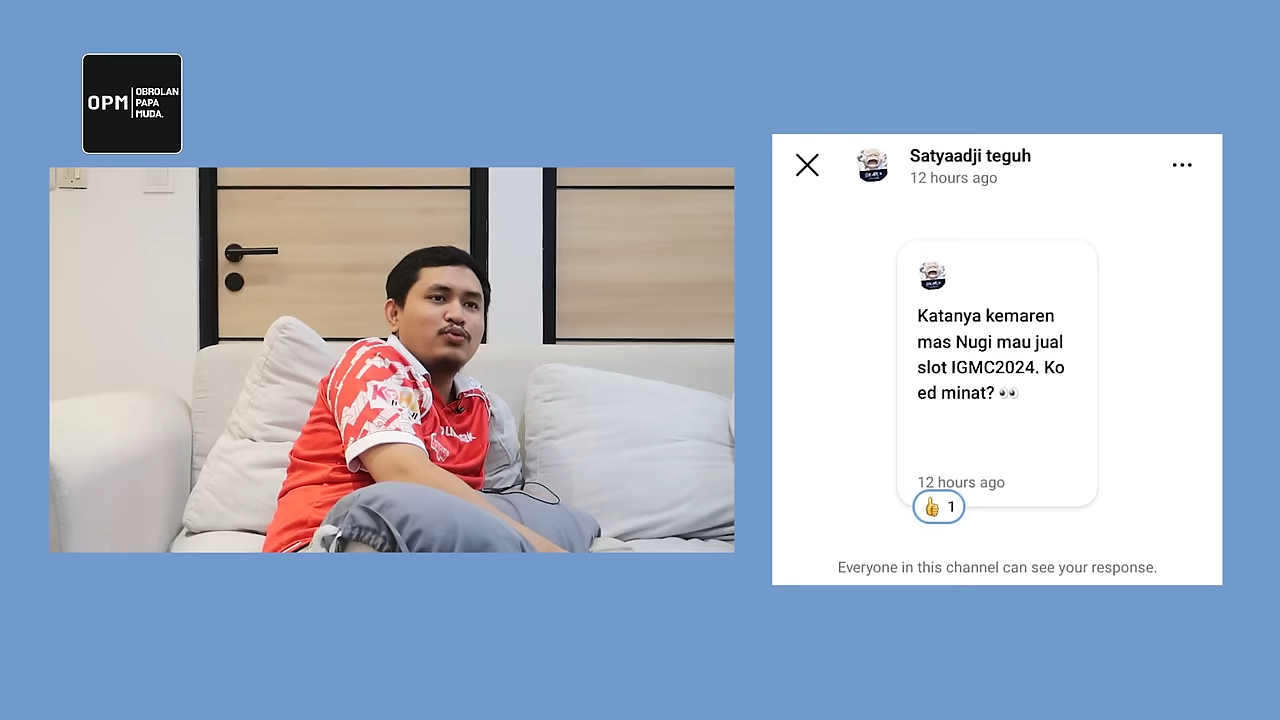 OPM
OBROLAN
PAPA
MUDA.
Satyaadji teguh
12 hours ago
Katanya kemaren
mas Nugi mau jual
slot IGMC2024. Ko
ed minat? 👀
12 hours ago
👍 1
Everyone in this channel can see your response.